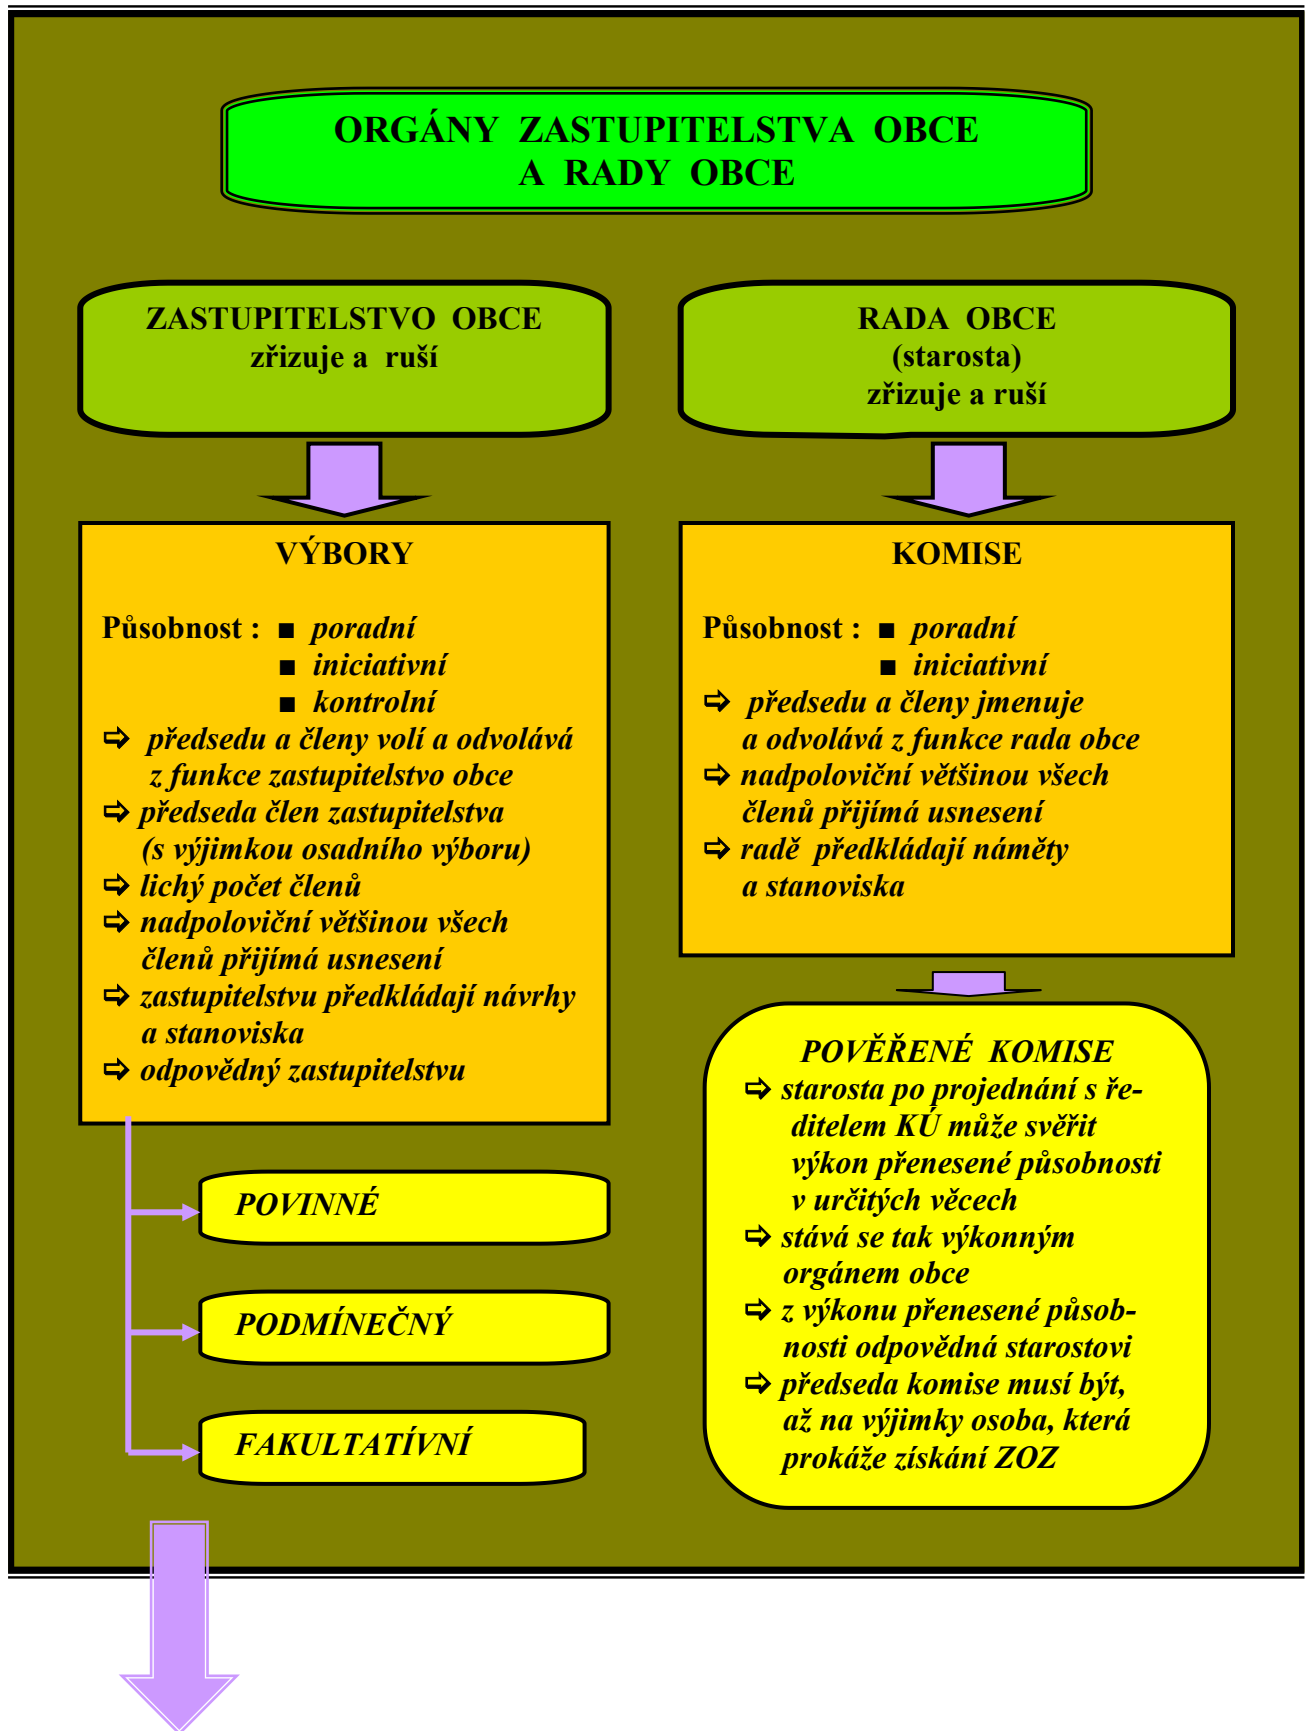 ORGÁNY ZASTUPITELSTVA OBCE
A RADY OBCE
ZASTUPITELSTVO OBCE
zřizuje a ruší
RADA OBCE
(starosta)
zřizuje a ruší
VÝBORY
Působnost : ■ poradní
■ iniciativní
■ kontrolní
➩ předsedu a členy volí a odvolává
z funkce zastupitelstvo obce
➩ předseda člen zastupitelstva
(s výjimkou osadního výboru)
➩ lichý počet členů
➩ nadpoloviční většinou všech
členů přijímá usnesení
➩ zastupitelstvu předkládají návrhy
a stanoviska
➩ odpovědný zastupitelstvu
POVINNÉ
PODMÍNEČNÝ
FAKULTATÍVNÍ
KOMISE
Působnost : ■ poradní
■ iniciativní
➩ předsedu a členy jmenuje
a odvolává z funkce rada obce
➩ nadpoloviční většinou všech
členů přijímá usnesení
➩ radě předkládají náměty
a stanoviska
POVĚŘENÉ KOMISE
➩ starosta po projednání s ře-
ditelem KÚ může svěřit
výkon přenesené působnosti
v určitých věcech
➩ stává se tak výkonným
orgánem obce
➩ z výkonu přenesené působ-
nosti odpovědná starostovi
➩ předseda komise musí být,
až na výjimky osoba, která
prokáže získání ZOZ